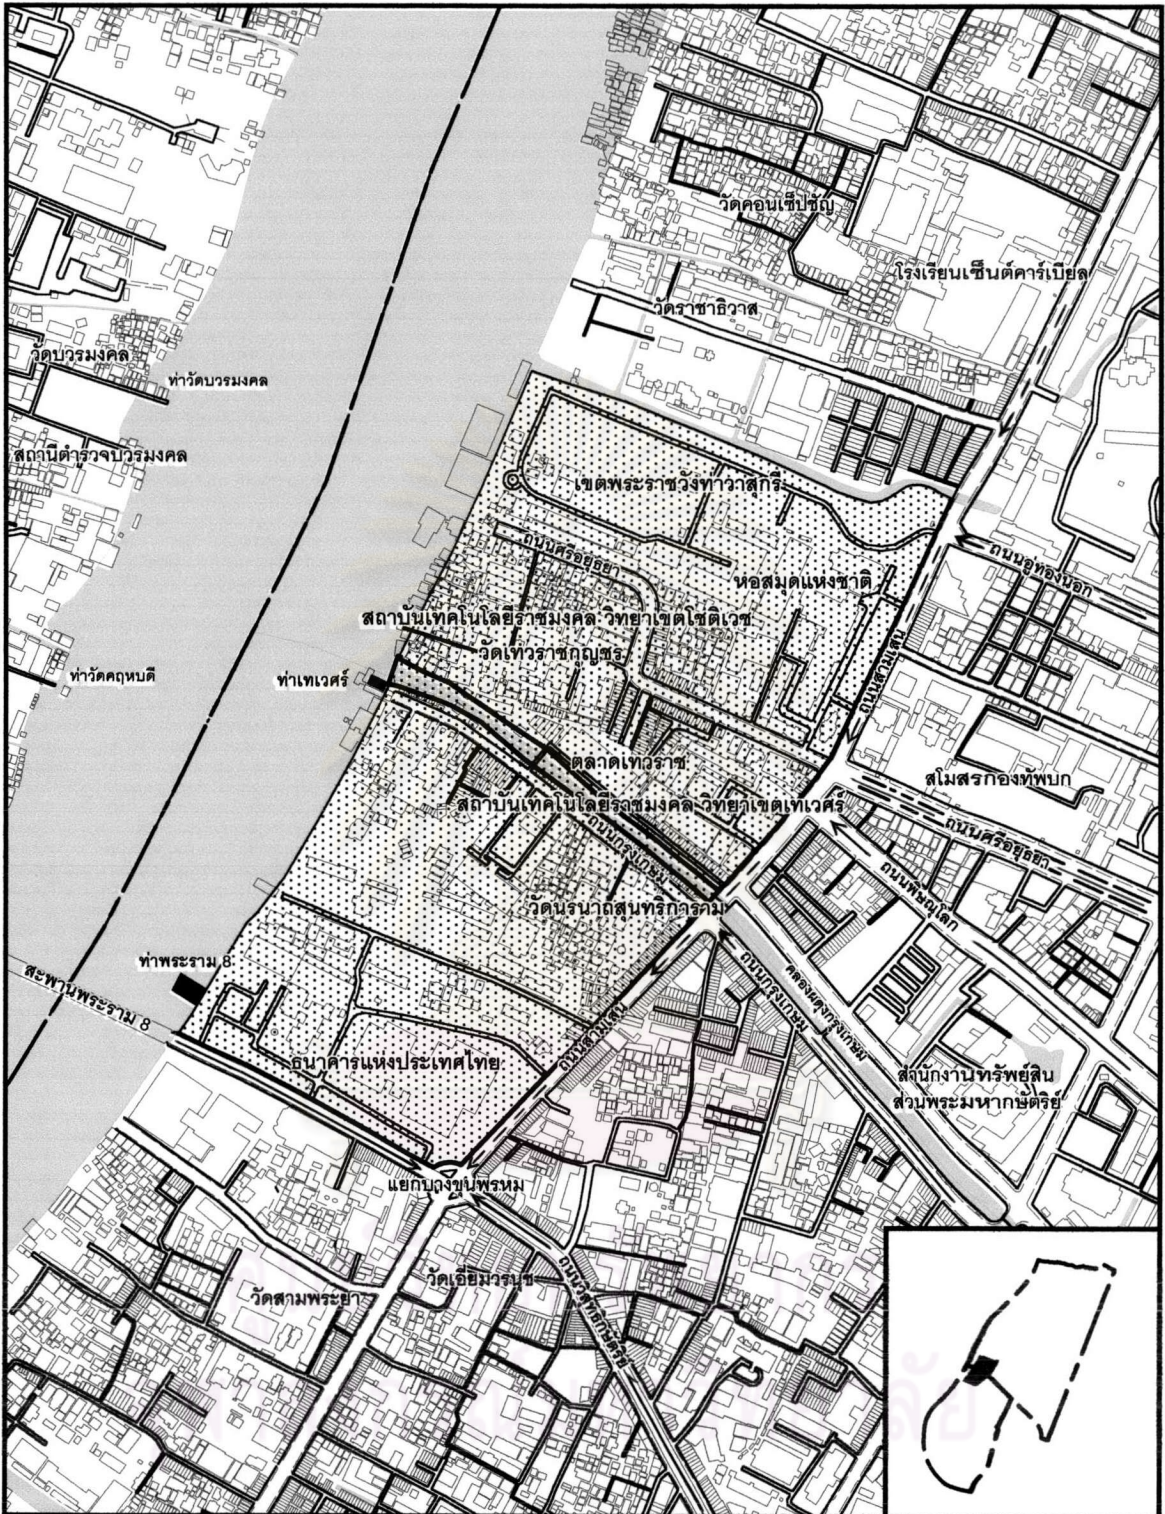 วัดคอนเซ็ปชัญ
โรงเรียนเซ็นต์คาร์เบียล
วัดราชาธิวาส
วัดบวรมงคล
ท่าวัดบวรมงคล
สถานีตำรวจบวรมงคล
เขตพระราชวังท่าวาสุกรี
ถนนศรีอยุธยา
ถนนอู่ทองนอก
หอสมุดแห่งชาติ
สถาบันเทคโนโลยีราชมงคล วิทยาเขตโชติเวช
ถนนสามเสน
วัดเทวราชกุญชร
ท่าวัดคฤหบดี
ท่าเทเวศร์
ตลาดเทวราช
สโมสรกองทัพบก
สถาบันเทคโนโลยีราชมงคล วิทยาเขตเทเวศร์
ถนนกรุงเกษม
ถนนศรีอยุธยา
ถนนพิษณุโลก
วัดนรนาถสุนทริการาม
ท่าพระราม 8
สะพานพระราม 8
ถนนกรุงเกษม
คลองผดุงกรุงเกษม
ถนนสามเสน
ธนาคารแห่งประเทศไทย
สำนักงานทรัพย์สิน
ส่วนพระมหากษัตริย์
แยกบางขุนพรหม
วัดเอี่ยมวรนุช
ถนนวิสุทธิกษัตริย์
วัดสามพระยา